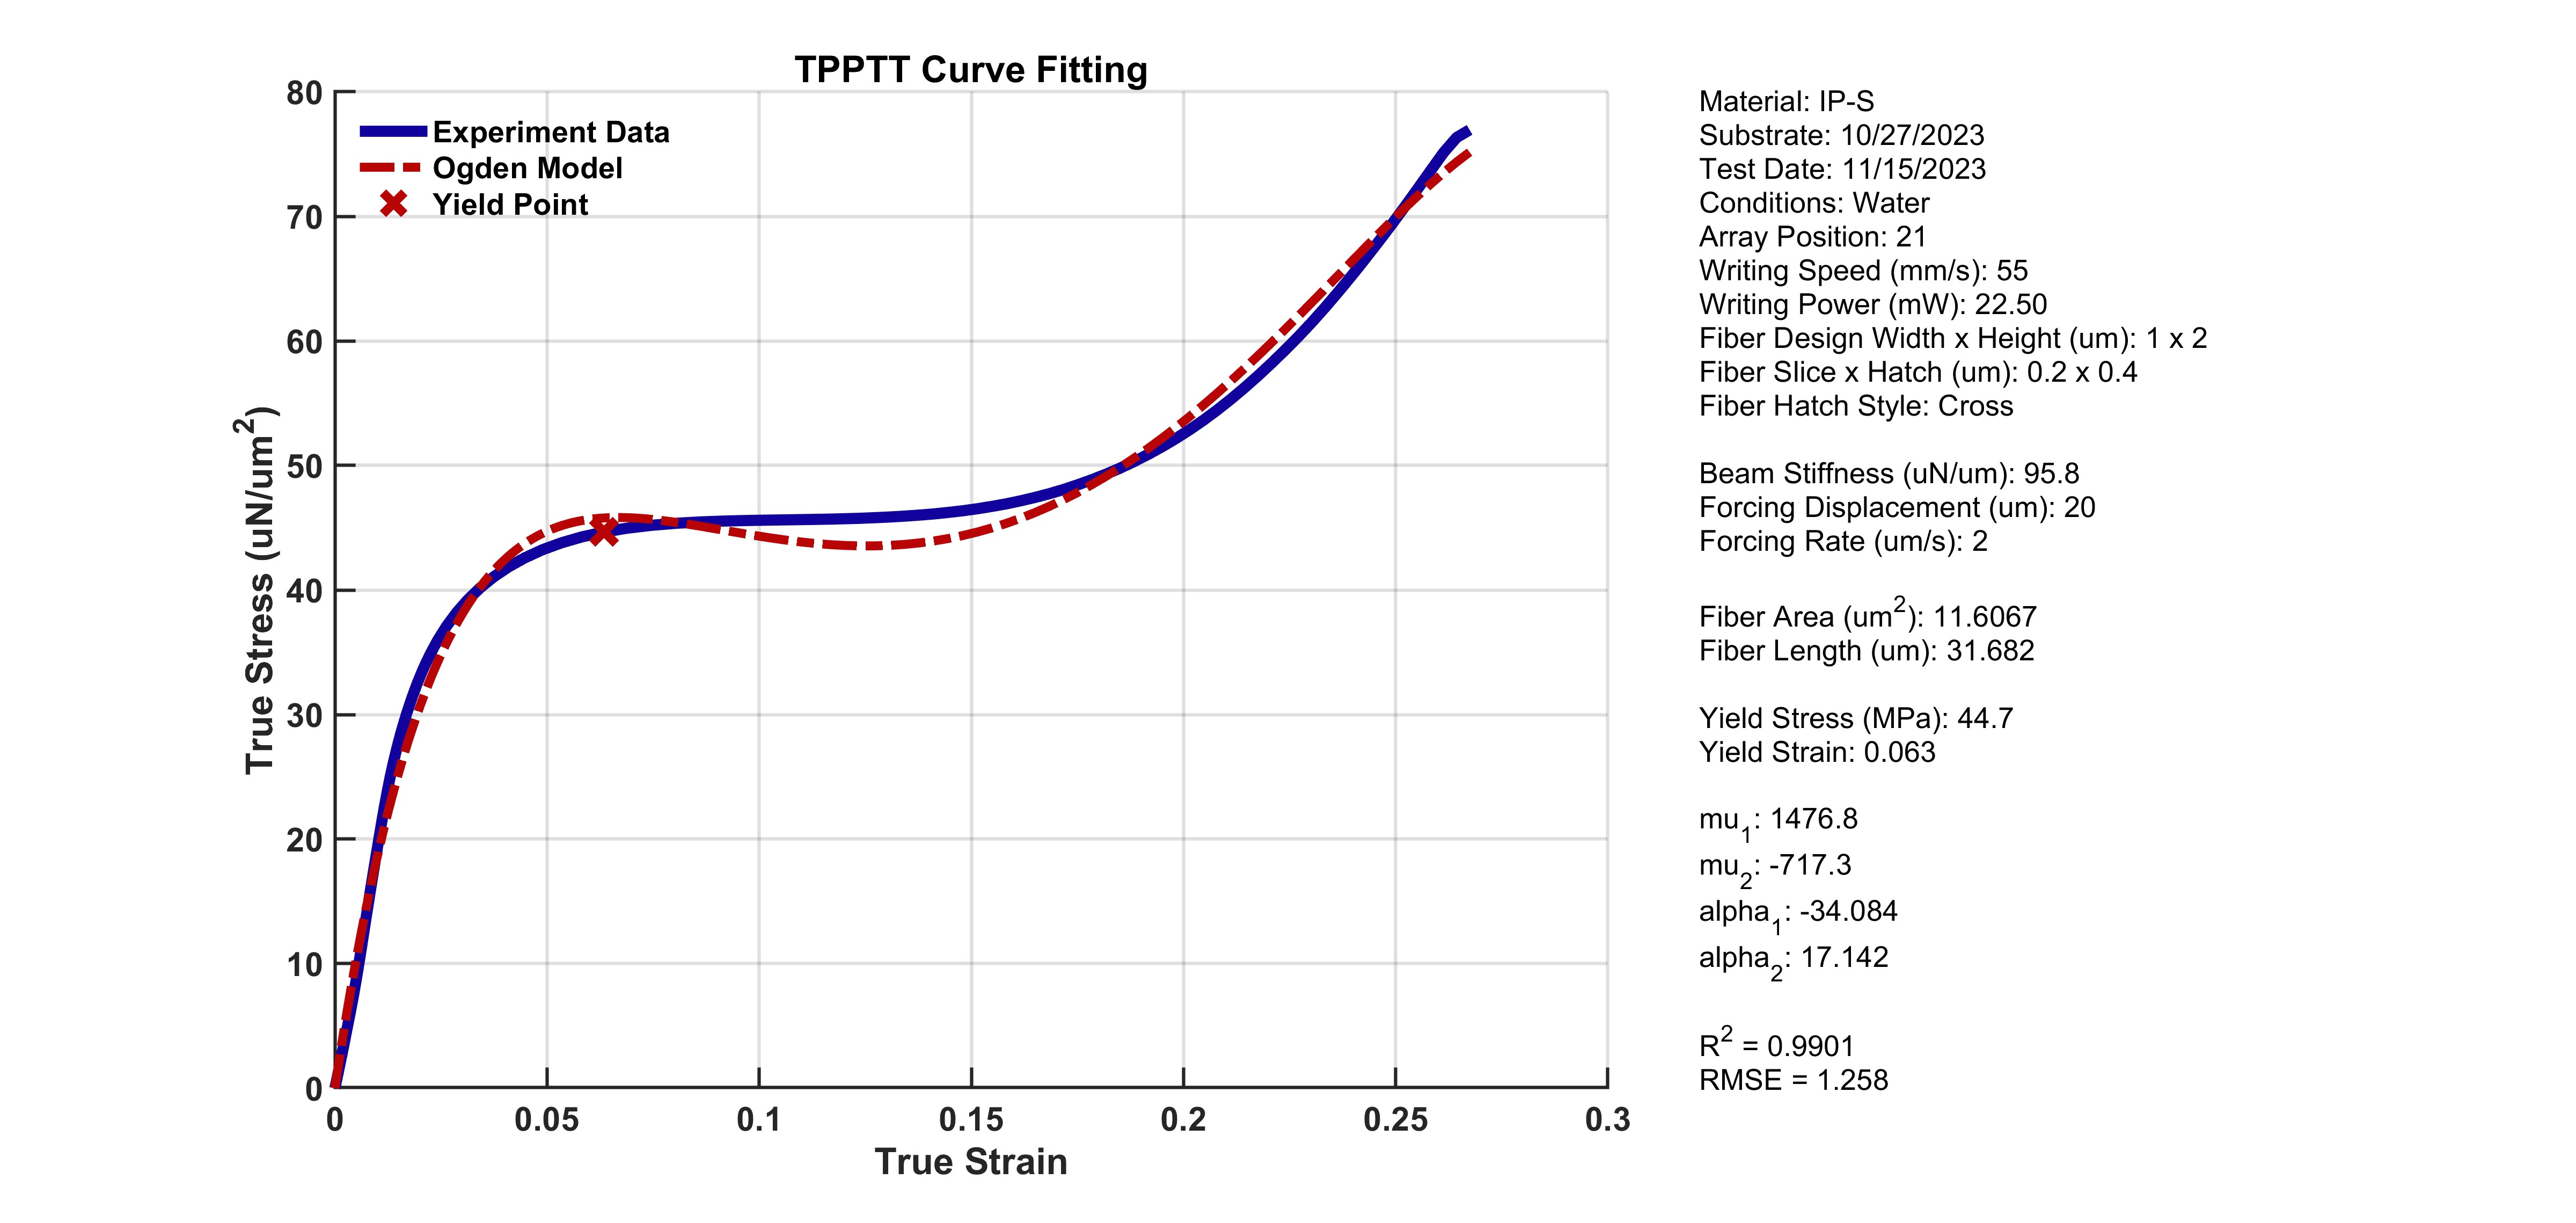 TPPTT Curve Fitting
80
70
60
50
40
30
20
10
0
True Stress (uN/um²)
Experiment Data
Ogden Model
Yield Point
0 0.05 0.1 0.15 0.2 0.25 0.3
True Strain
Material: IP-S
Substrate: 10/27/2023
Test Date: 11/15/2023
Conditions: Water
Array Position: 21
Writing Speed (mm/s): 55
Writing Power (mW): 22.50
Fiber Design Width x Height (um): 1 x 2
Fiber Slice x Hatch (um): 0.2 x 0.4
Fiber Hatch Style: Cross
Beam Stiffness (uN/um): 95.8
Forcing Displacement (um): 20
Forcing Rate (um/s): 2
Fiber Area (um²): 11.6067
Fiber Length (um): 31.682
Yield Stress (MPa): 44.7
Yield Strain: 0.063
mu₁: 1476.8
mu₂: -717.3
alpha₁: -34.084
alpha₂: 17.142
R² = 0.9901
RMSE = 1.258